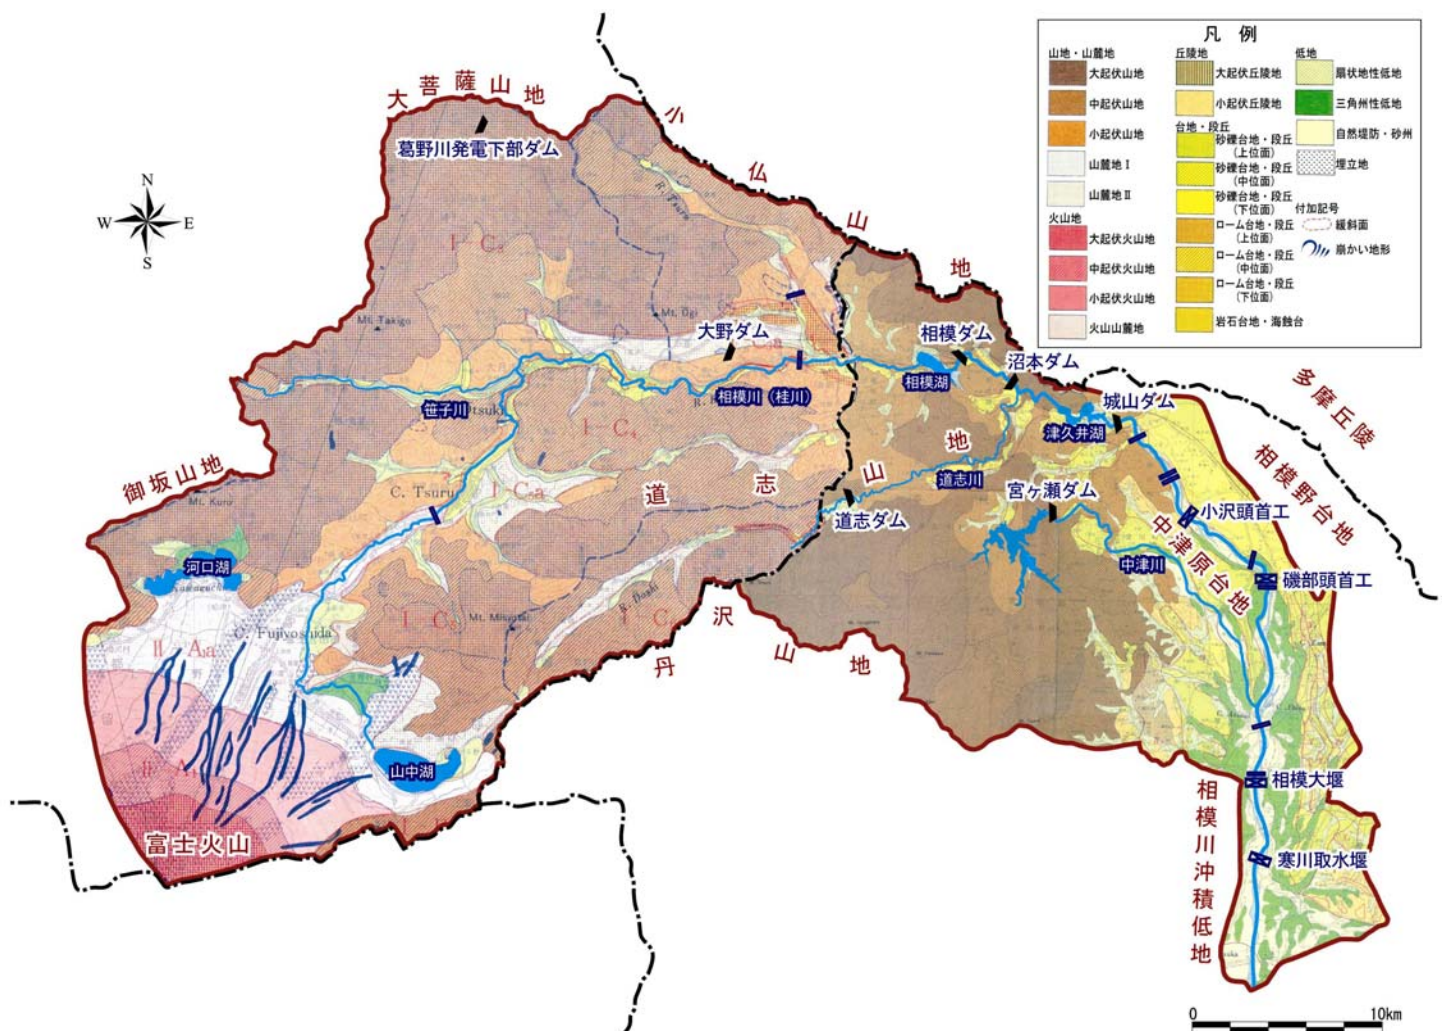 凡 例
山地・山麓地
大起伏山地
中起伏山地
小起伏山地
山麓地Ⅰ
山麓地Ⅱ
火山地
大起伏火山地
中起伏火山地
小起伏火山地
火山山麓地
丘陵地
大起伏丘陵地
小起伏丘陵地
台地・段丘
砂礫台地・段丘
(上位面)
砂礫台地・段丘
(中位面)
砂礫台地・段丘
(下位面)
ローム台地・段丘
(上位面)
ローム台地・段丘
(中位面)
ローム台地・段丘
(下位面)
岩石台地・海蝕台
低地
扇状地性低地
三角州性低地
自然堤防・砂州
埋立地
付加記号
緩斜面
崩かい地形
N
W
E
S
大菩薩山地
葛野川発電下部ダム
小仏山地
R. Tsuru
Mt. Takigo
Mt. Ogi
大野ダム
相模ダム
沼本ダム
相模湖
笹子川
相模川（桂川）
城山ダム
津久井湖
多摩丘陵
相模野台地
御坂山地
Mt. Kuro
C. Tsuru
道志山地
道志川
道志ダム
宮ヶ瀬ダム
小沢頭首工
中津原台地
中津川
磯部頭首工
河口湖
C. Fujiyoshida
R. Doshi
丹沢山地
山中湖
富士火山
相模大堰
相模川沖積低地
寒川取水堰
0
10km